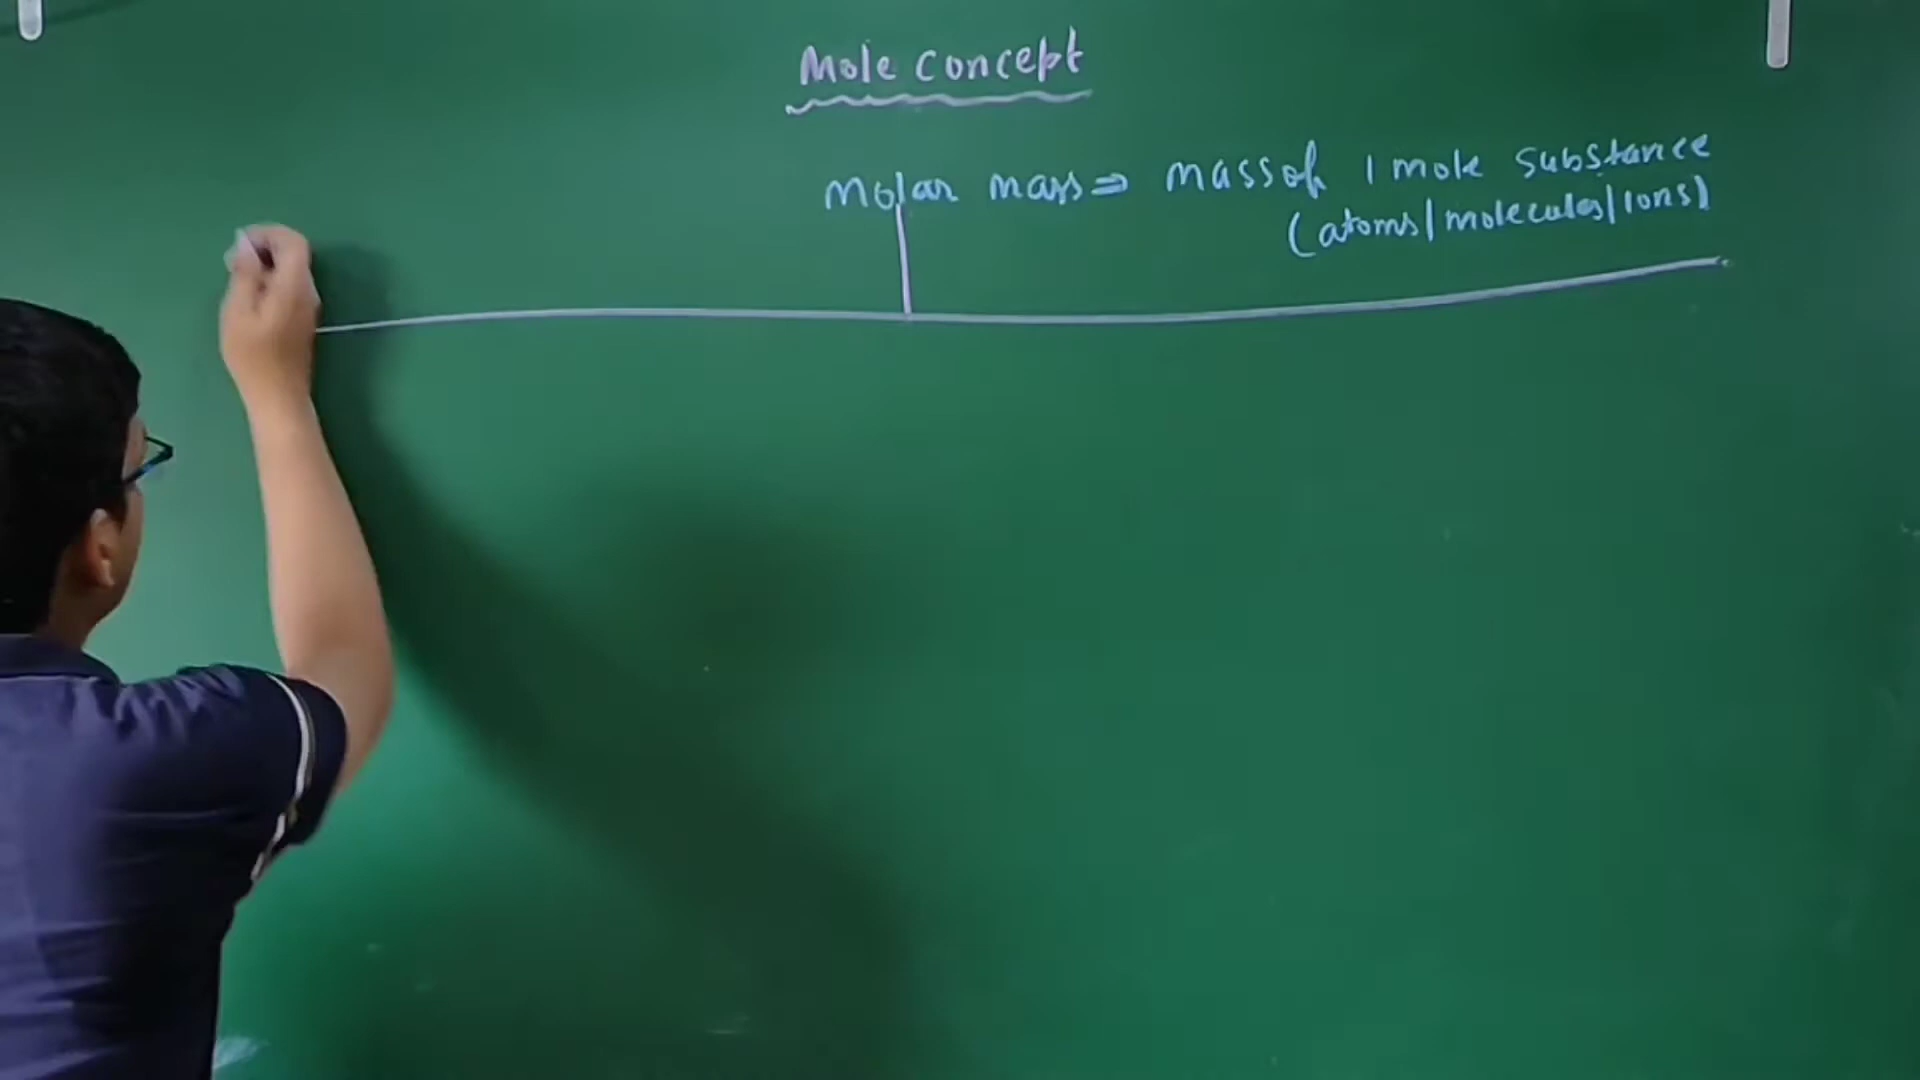 Mole concept
Molar mass ⇒ mass of 1 mole substance
(atoms/molecules/ions)